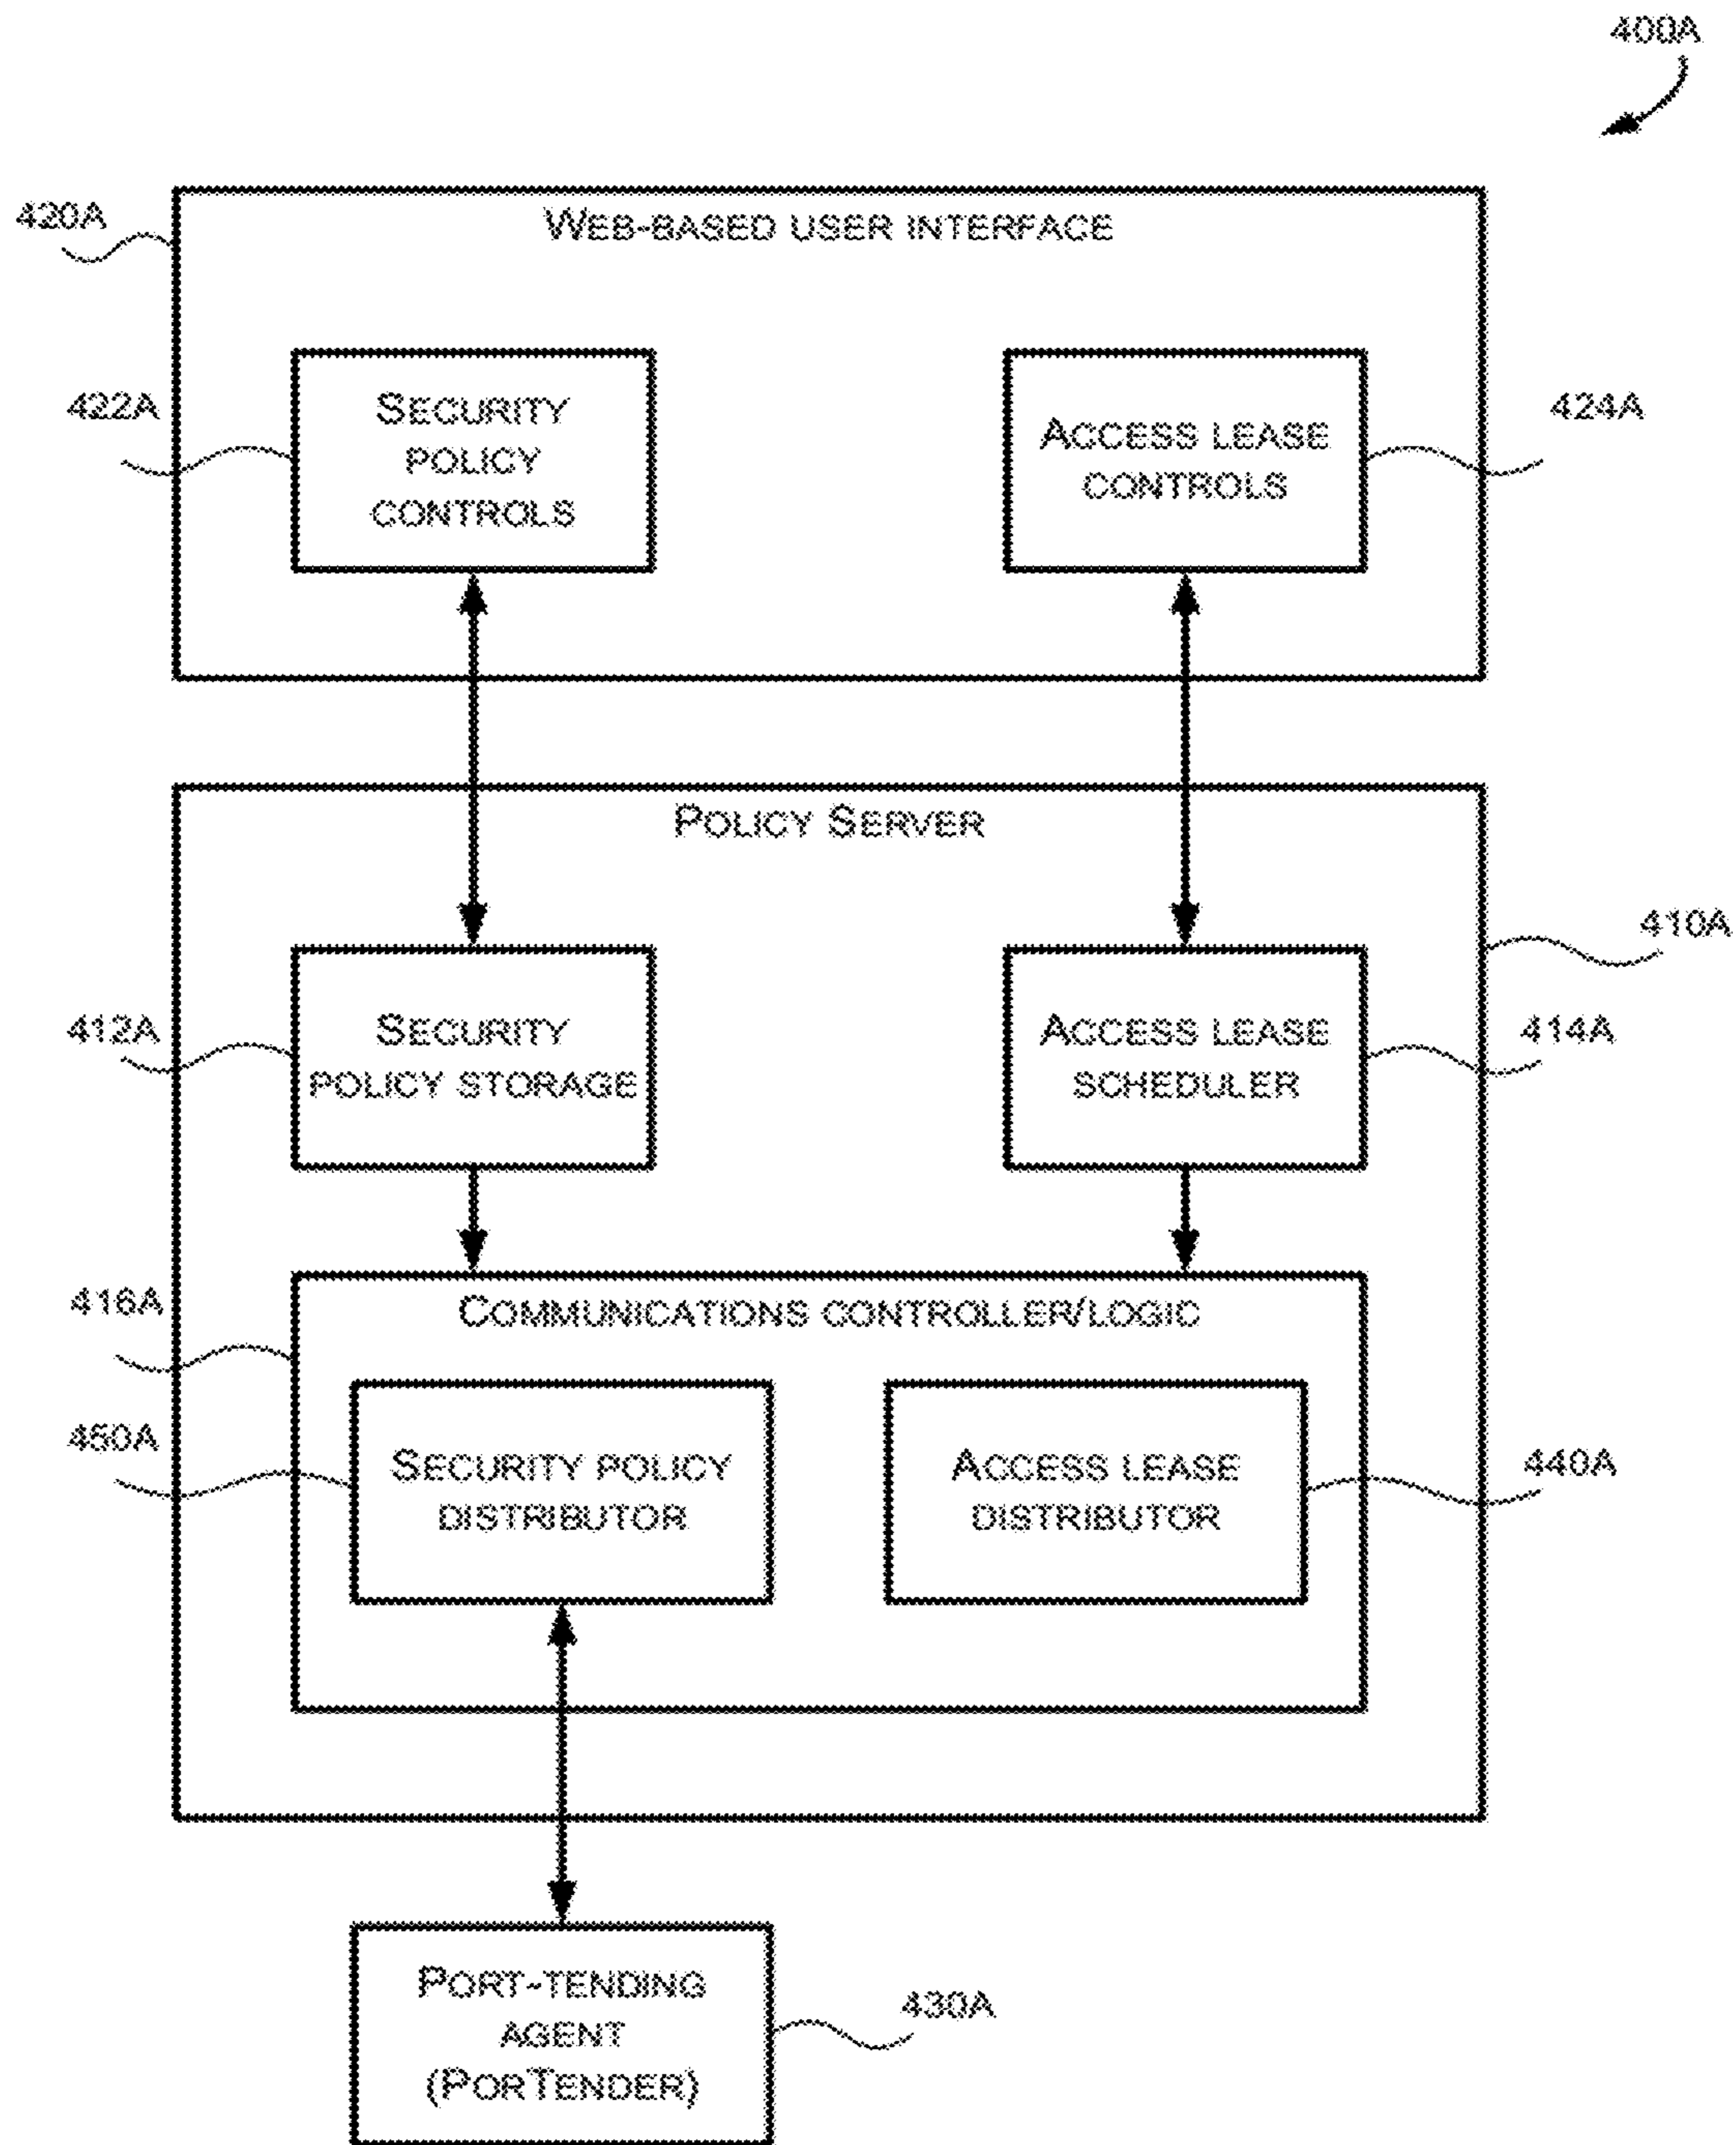 400A
420A
WEB-BASED USER INTERFACE
422A
SECURITY
POLICY
CONTROLS
ACCESS LEASE
CONTROLS
424A
POLICY SERVER
410A
412A
SECURITY
POLICY STORAGE
ACCESS LEASE
SCHEDULER
414A
416A
COMMUNICATIONS CONTROLLER/LOGIC
450A
SECURITY POLICY
DISTRIBUTOR
ACCESS LEASE
DISTRIBUTOR
440A
PORT-TENDING
AGENT
(PORTENDER)
430A